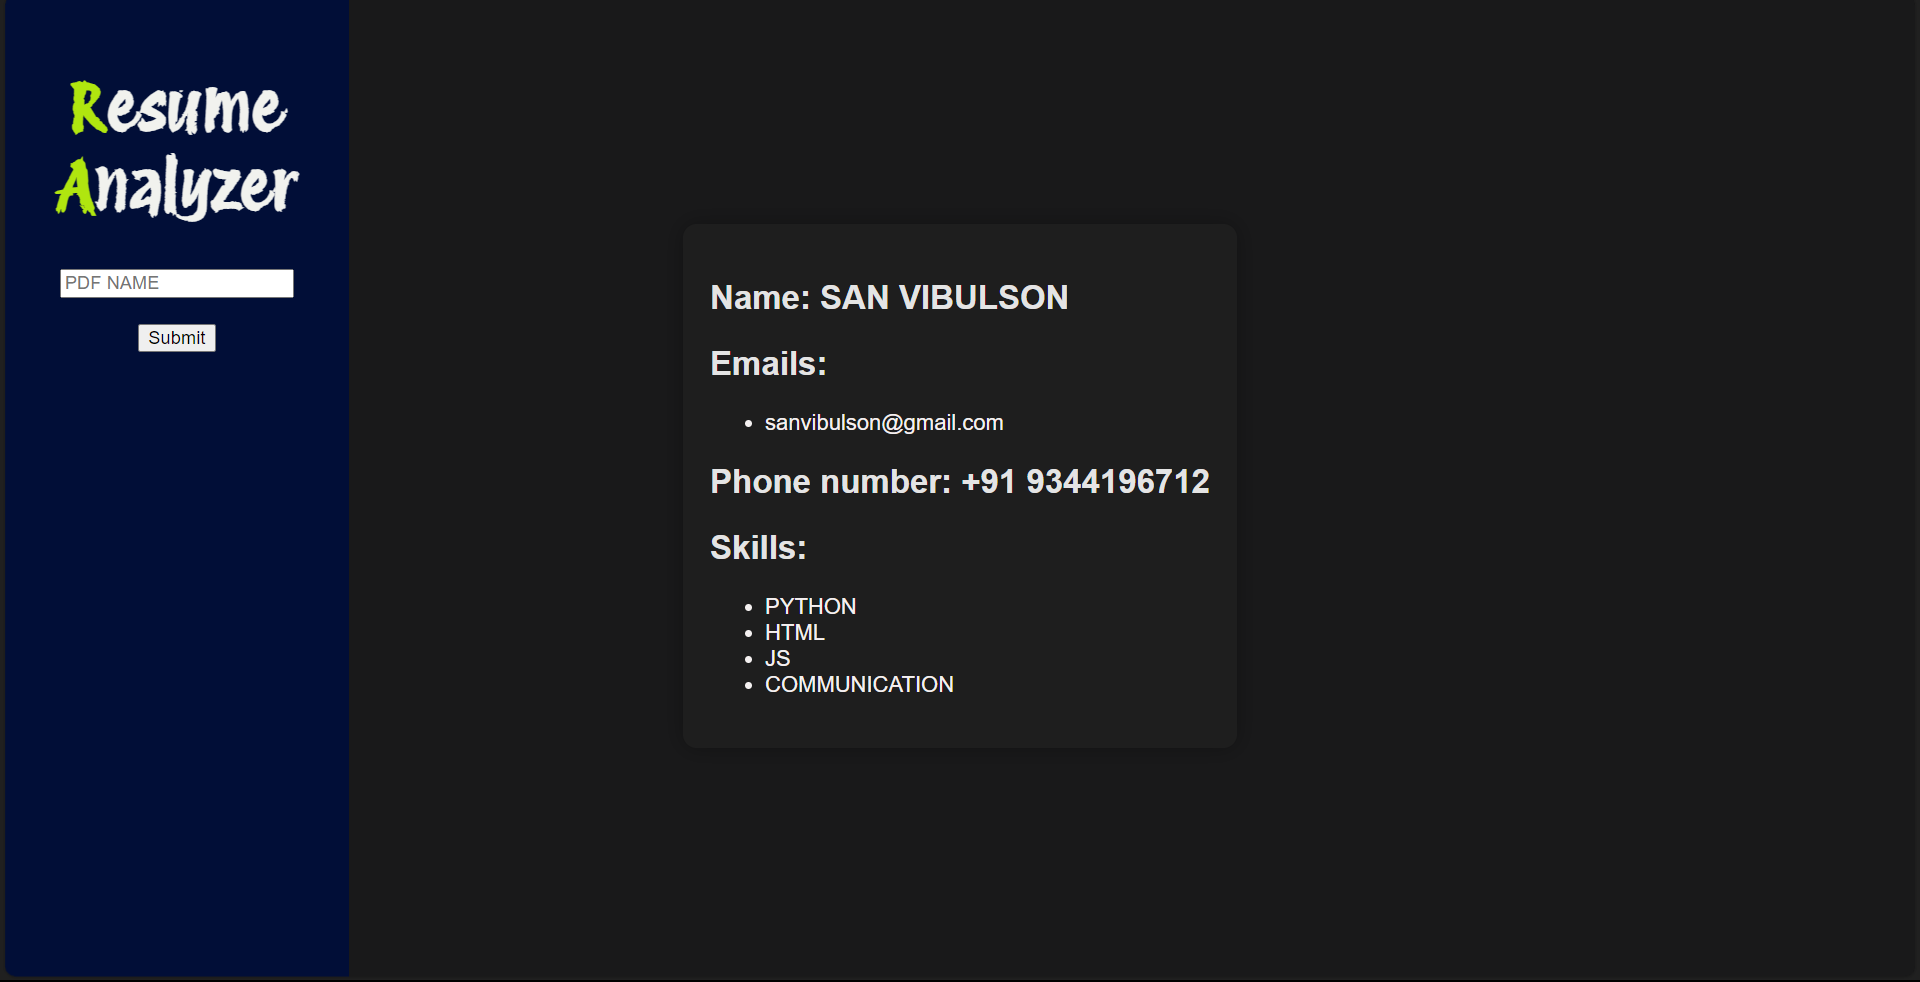 Resume
Analyzer
PDF NAME
Submit
Name: SAN VIBULSON
Emails:
• sanvibulson@gmail.com
Phone number: +91 9344196712
Skills:
• PYTHON
• HTML
• JS
• COMMUNICATION